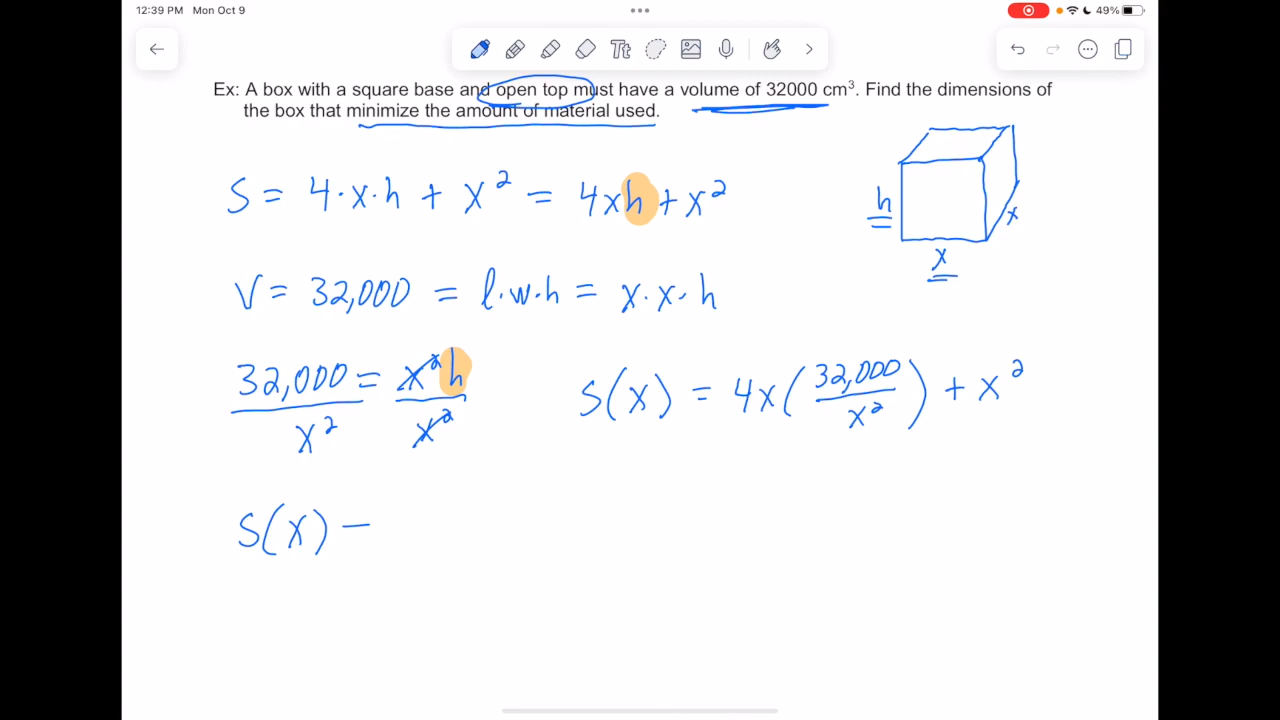 12:39 PM Mon Oct 9
49%
Tt
Ex: A box with a square base and open top must have a volume of 32000 cm³. Find the dimensions of
the box that minimize the amount of material used.
S = 4·x·h + x² = 4xh + x²
h
x
x
V = 32,000 = l·w·h = x·x·h
32,000 / x² = x²h / x²
S(x) = 4x(32,000 / x²) + x²
S(x) –